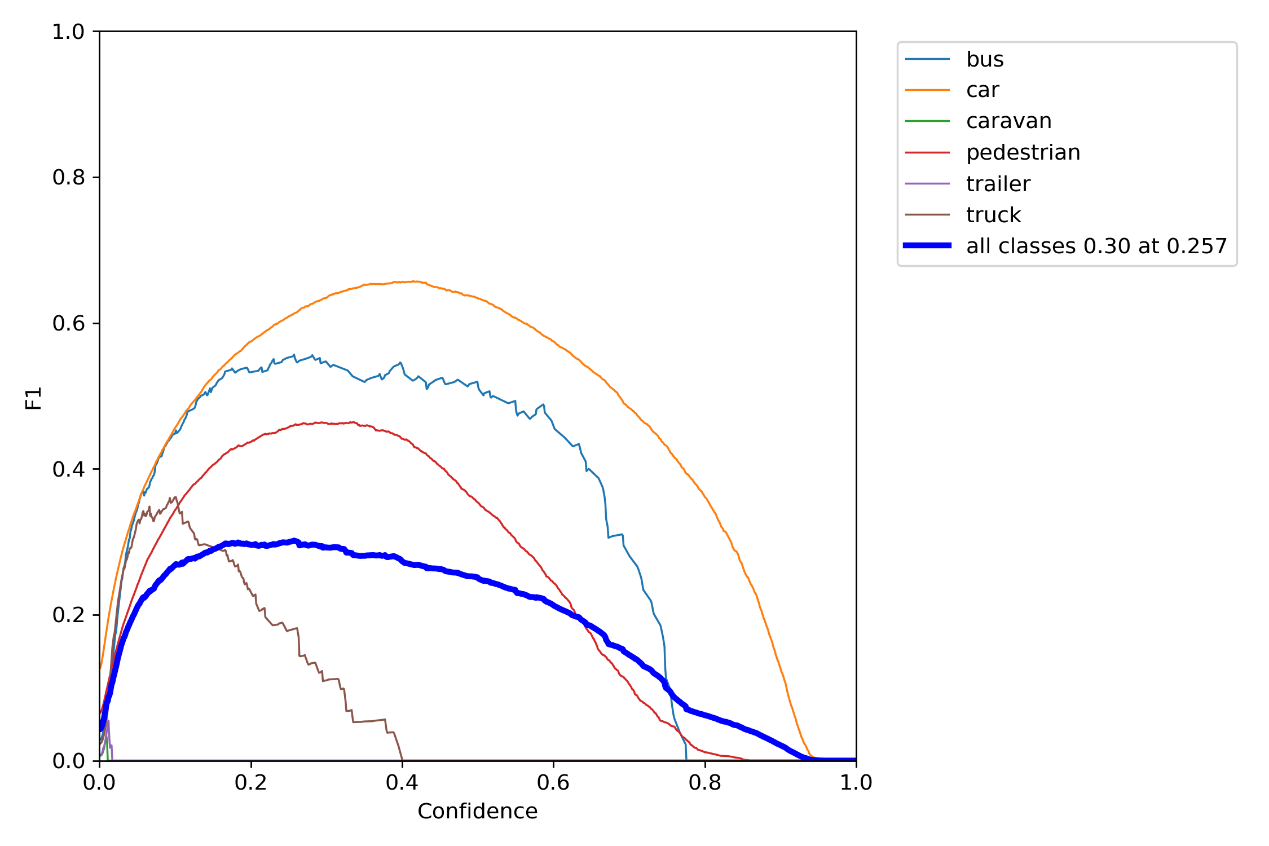 1.0
0.8
0.6
0.4
0.2
0.0
F1
0.0 0.2 0.4 0.6 0.8 1.0
Confidence
bus
car
caravan
pedestrian
trailer
truck
all classes 0.30 at 0.257